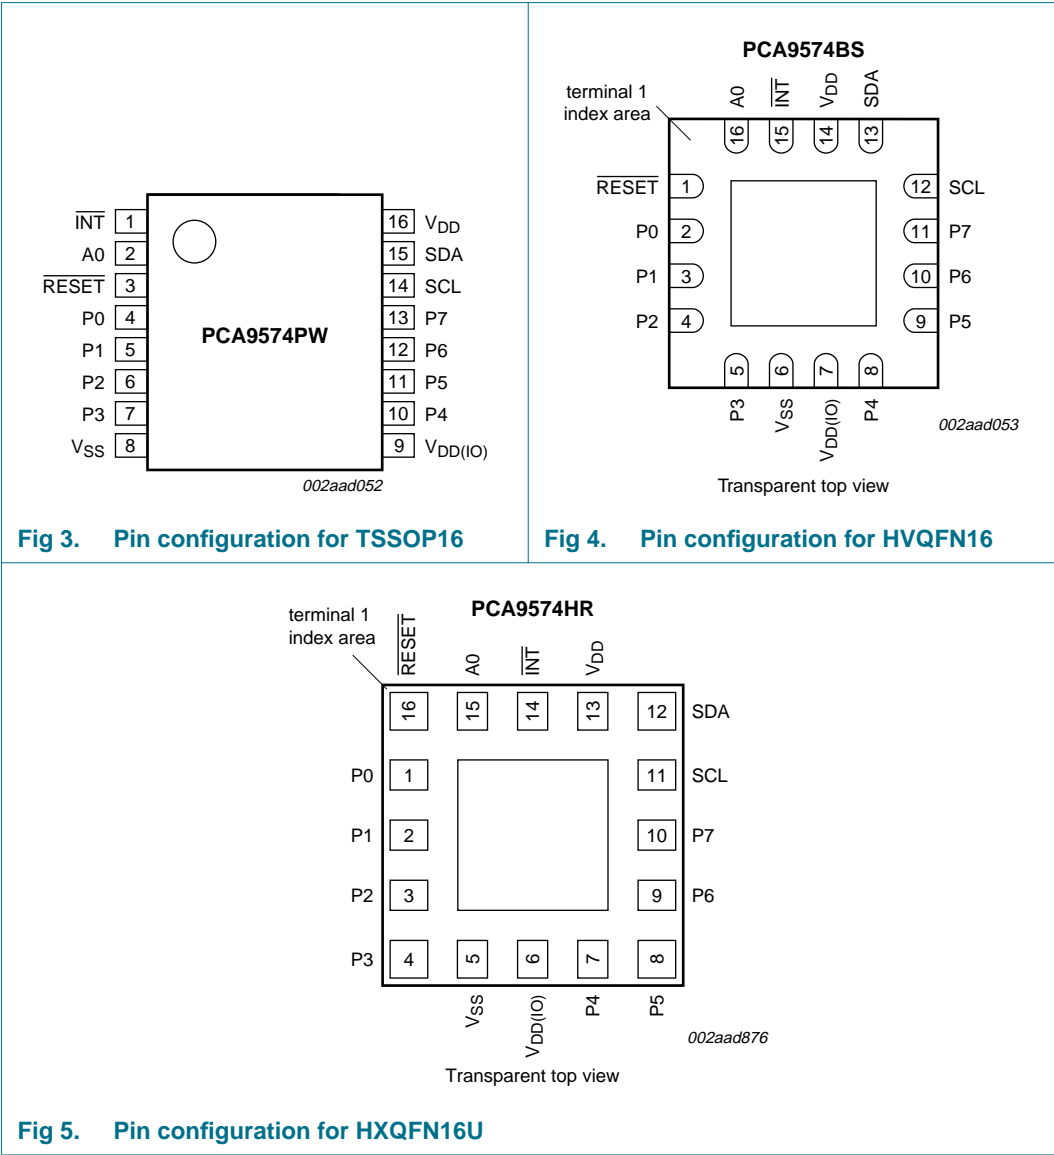 INT 1
A0 2
RESET 3
P0 4
P1 5
P2 6
P3 7
VSS 8
PCA9574PW
16 VDD
15 SDA
14 SCL
13 P7
12 P6
11 P5
10 P4
9 VDD(IO)
002aad052
Fig 3. Pin configuration for TSSOP16
PCA9574BS
terminal 1
index area
A0 INT VDD SDA
16 15 14 13
RESET 1
P0 2
P1 3
P2 4
12 SCL
11 P7
10 P6
9 P5
5 6 7 8
P3 VSS VDD(IO) P4
002aad053
Transparent top view
Fig 4. Pin configuration for HVQFN16
PCA9574HR
terminal 1
index area
RESET A0 INT VDD
16 15 14 13 12 SDA
P0 1 11 SCL
P1 2 10 P7
P2 3 9 P6
P3 4 5 6 7 8
VSS VDD(IO) P4 P5
002aad876
Transparent top view
Fig 5. Pin configuration for HXQFN16U